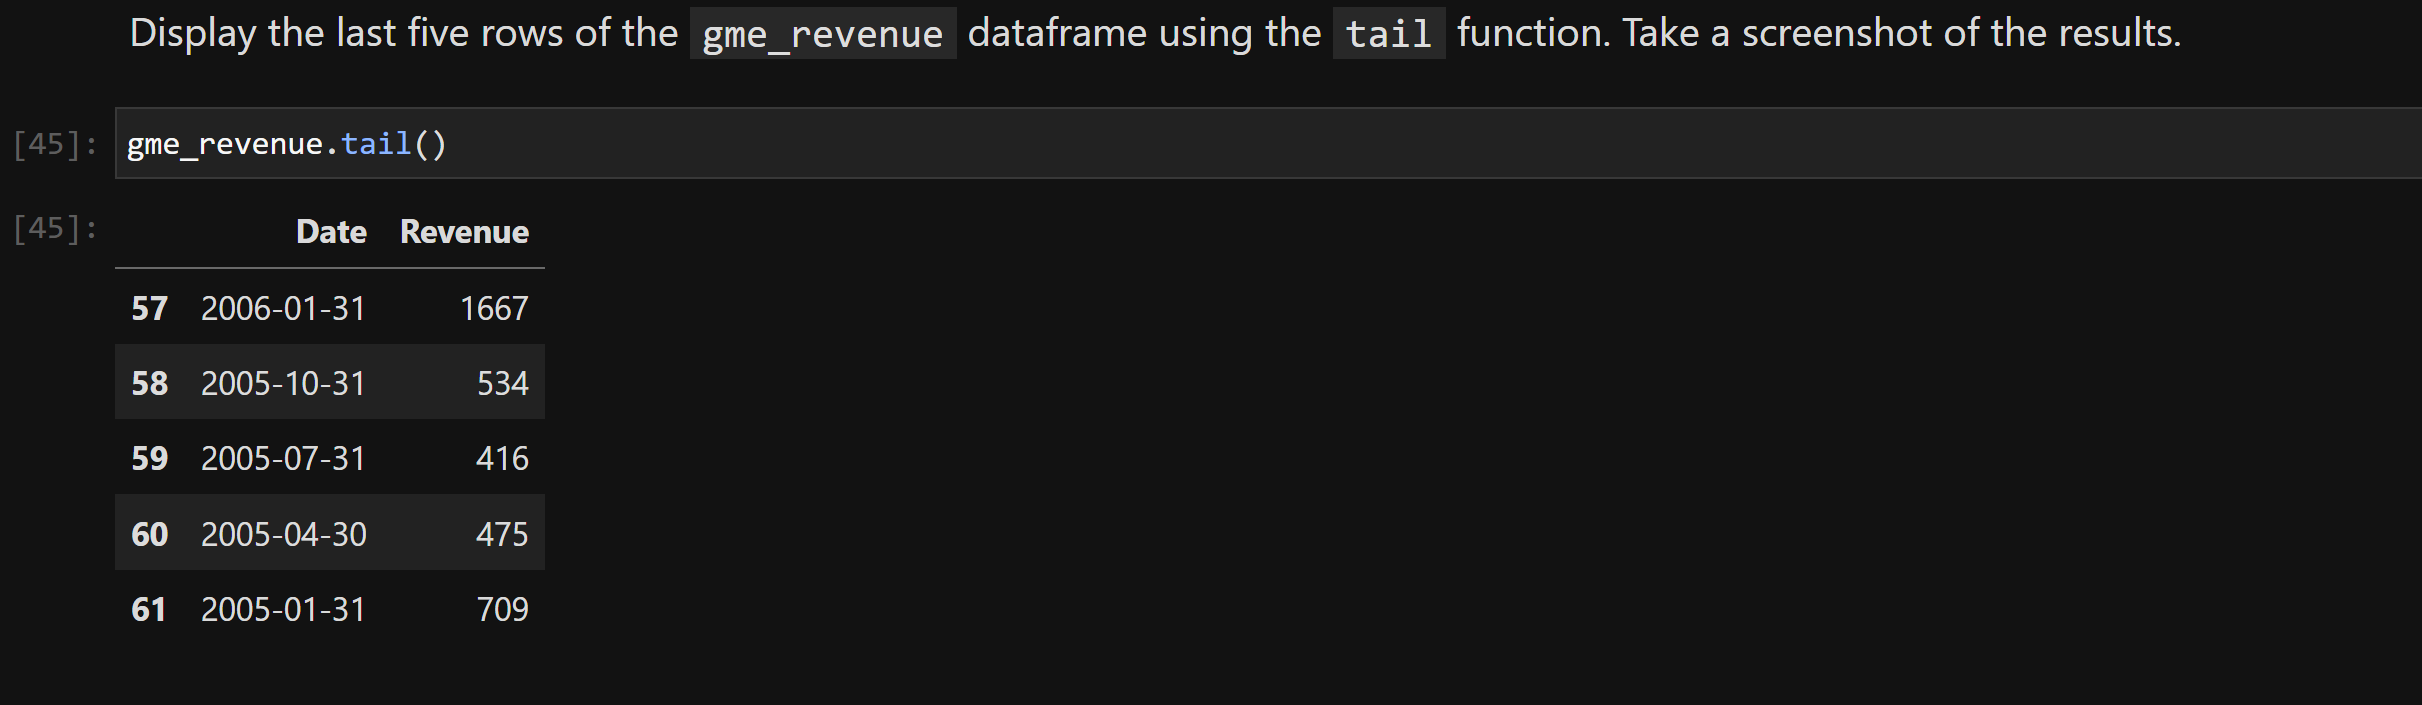 Display the last five rows of the gme_revenue dataframe using the tail function. Take a screenshot of the results.
[45]: gme_revenue.tail()
[45]:
Date Revenue
57 2006-01-31 1667
58 2005-10-31 534
59 2005-07-31 416
60 2005-04-30 475
61 2005-01-31 709